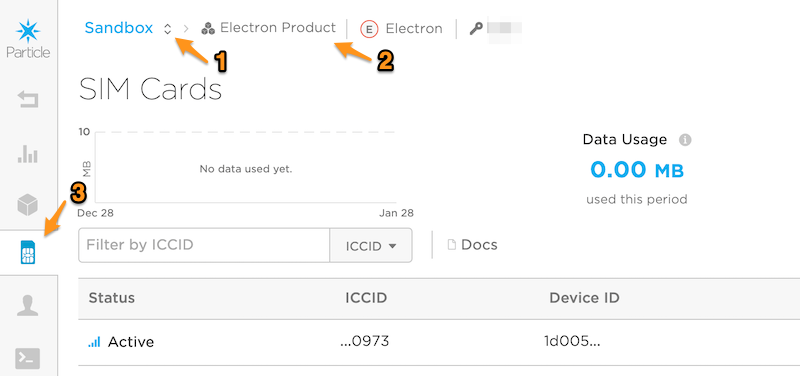 Sandbox Electron Product E Electron
1
2
Particle
SIM Cards
10
MB
No data used yet.
Dec 28 Jan 28
Data Usage i
0.00 MB
used this period
3
Filter by ICCID ICCID Docs
Status ICCID Device ID
Active ...0973 1d005...